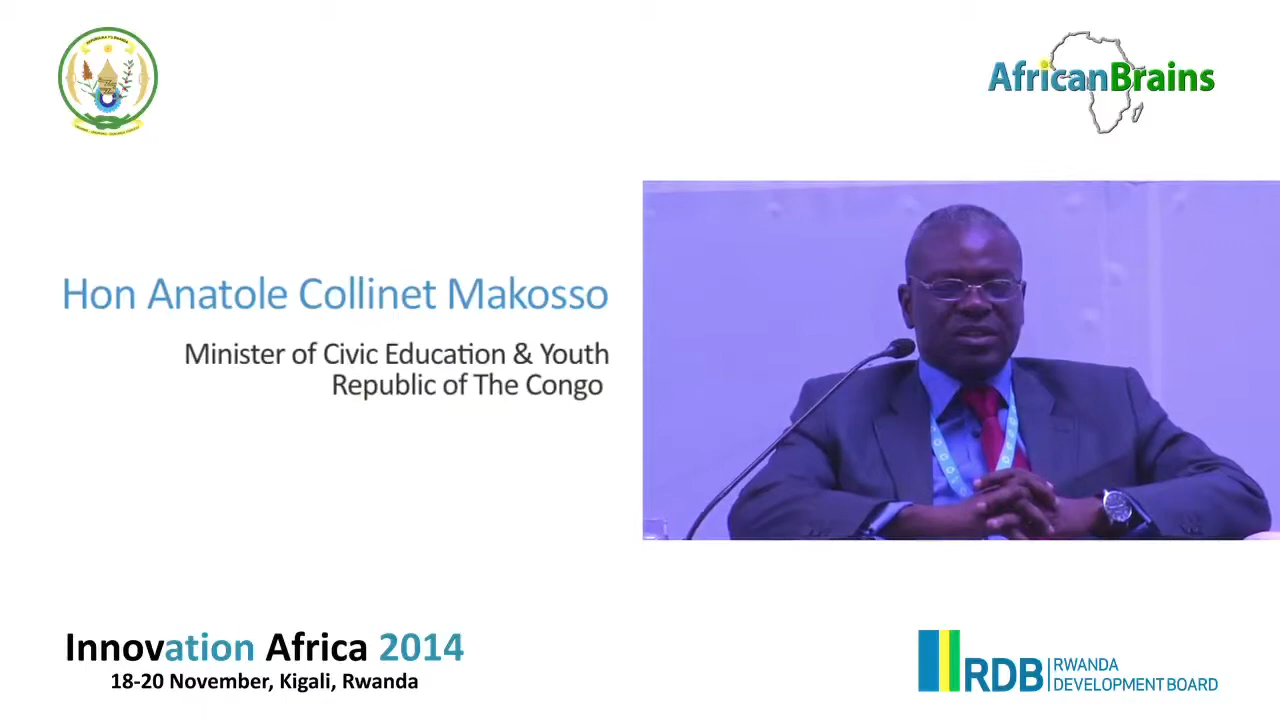 AfricanBrains
Hon Anatole Collinet Makosso
Minister of Civic Education & Youth
Republic of The Congo
Innovation Africa 2014
18-20 November, Kigali, Rwanda
RDB
RWANDA
DEVELOPMENT BOARD